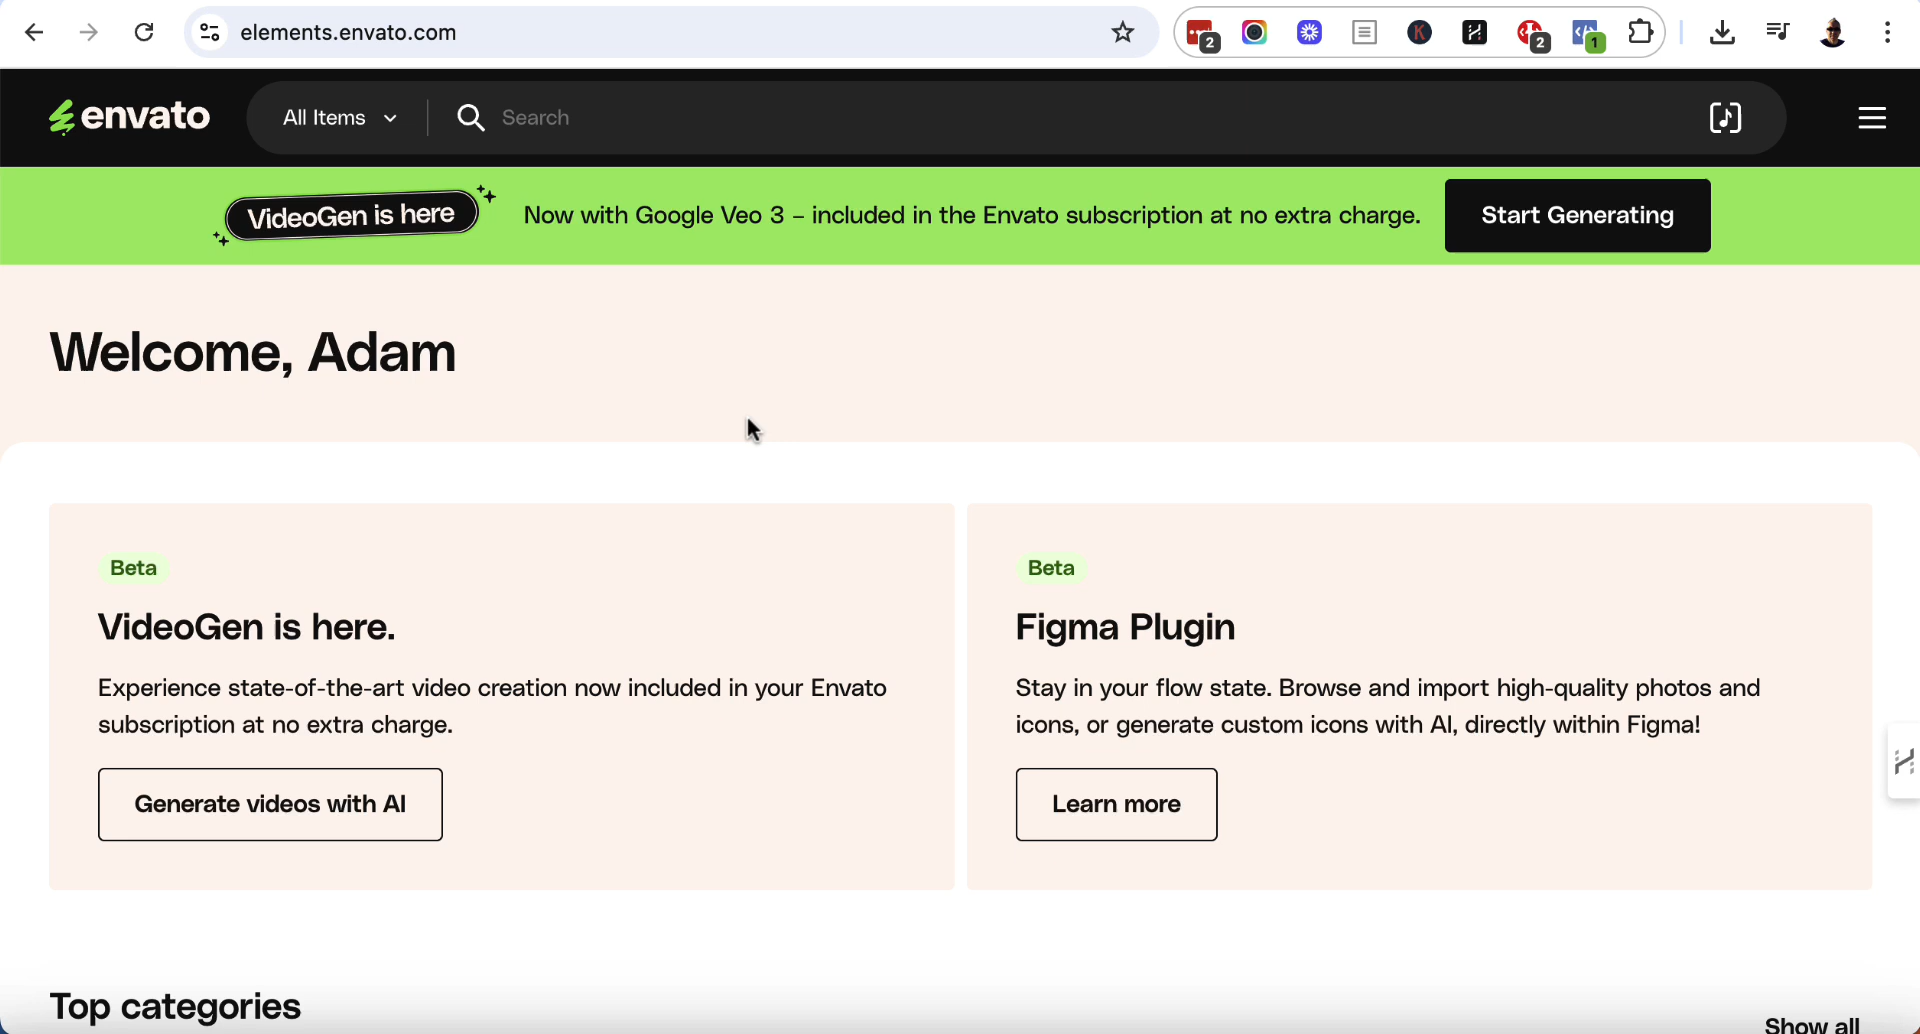 elements.envato.com
2
K
2
1
envato
All Items
Search
VideoGen is here
Now with Google Veo 3 – included in the Envato subscription at no extra charge.
Start Generating
Welcome, Adam
Beta
VideoGen is here.
Experience state-of-the-art video creation now included in your Envato
subscription at no extra charge.
Generate videos with AI
Beta
Figma Plugin
Stay in your flow state. Browse and import high-quality photos and
icons, or generate custom icons with AI, directly within Figma!
Learn more
Top categories
Show all